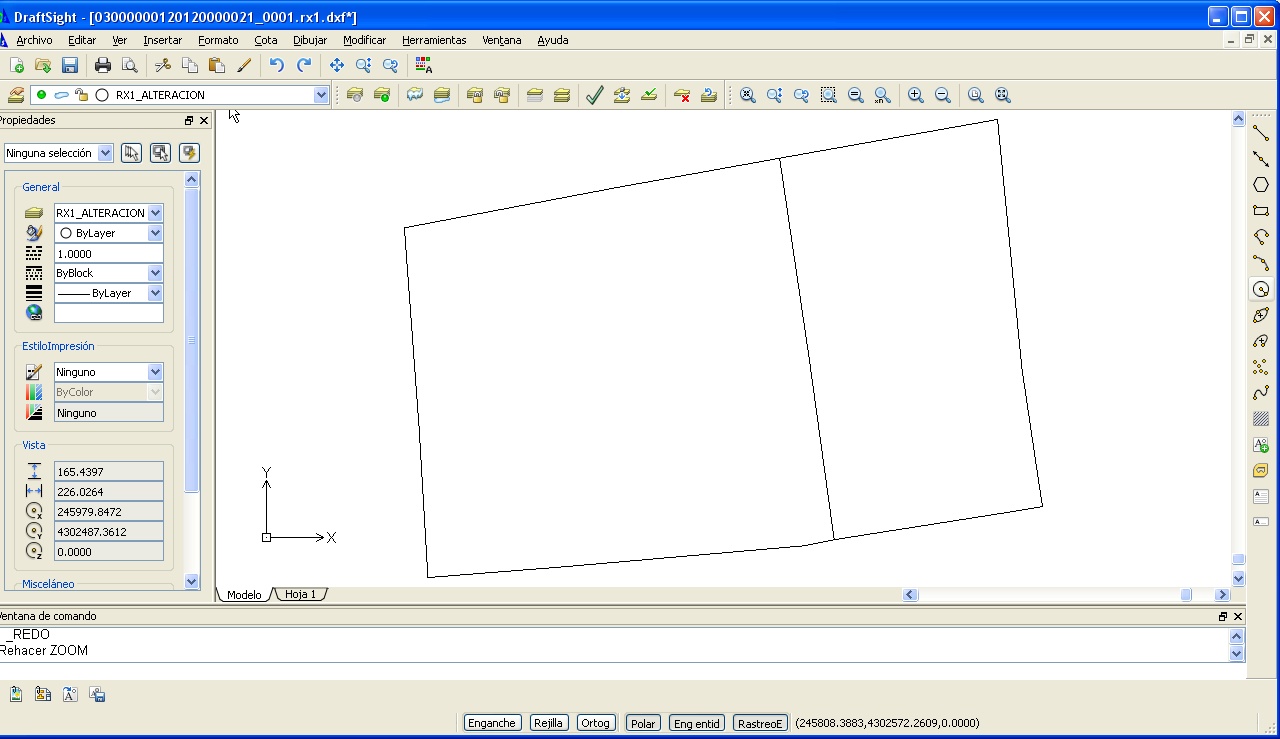 DraftSight - [03000000120120000021_0001.rx1.dxf*]
Archivo Editar Ver Insertar Formato Cota Dibujar Modificar Herramientas Ventana Ayuda
RX1_ALTERACION
Propiedades
Ninguna selección
General
RX1_ALTERACION
ByLayer
1.0000
ByBlock
ByLayer
EstiloImpresión
Ninguno
ByColor
Ninguno
Vista
165.4397
226.0264
245979.8472
4302487.3612
0.0000
Misceláneo
Y
X
Modelo Hoja 1
Ventana de comando
_REDO
Rehacer ZOOM
Enganche Rejilla Ortog Polar Eng entid RastreoE (245808.3883,4302572.2609,0.0000)